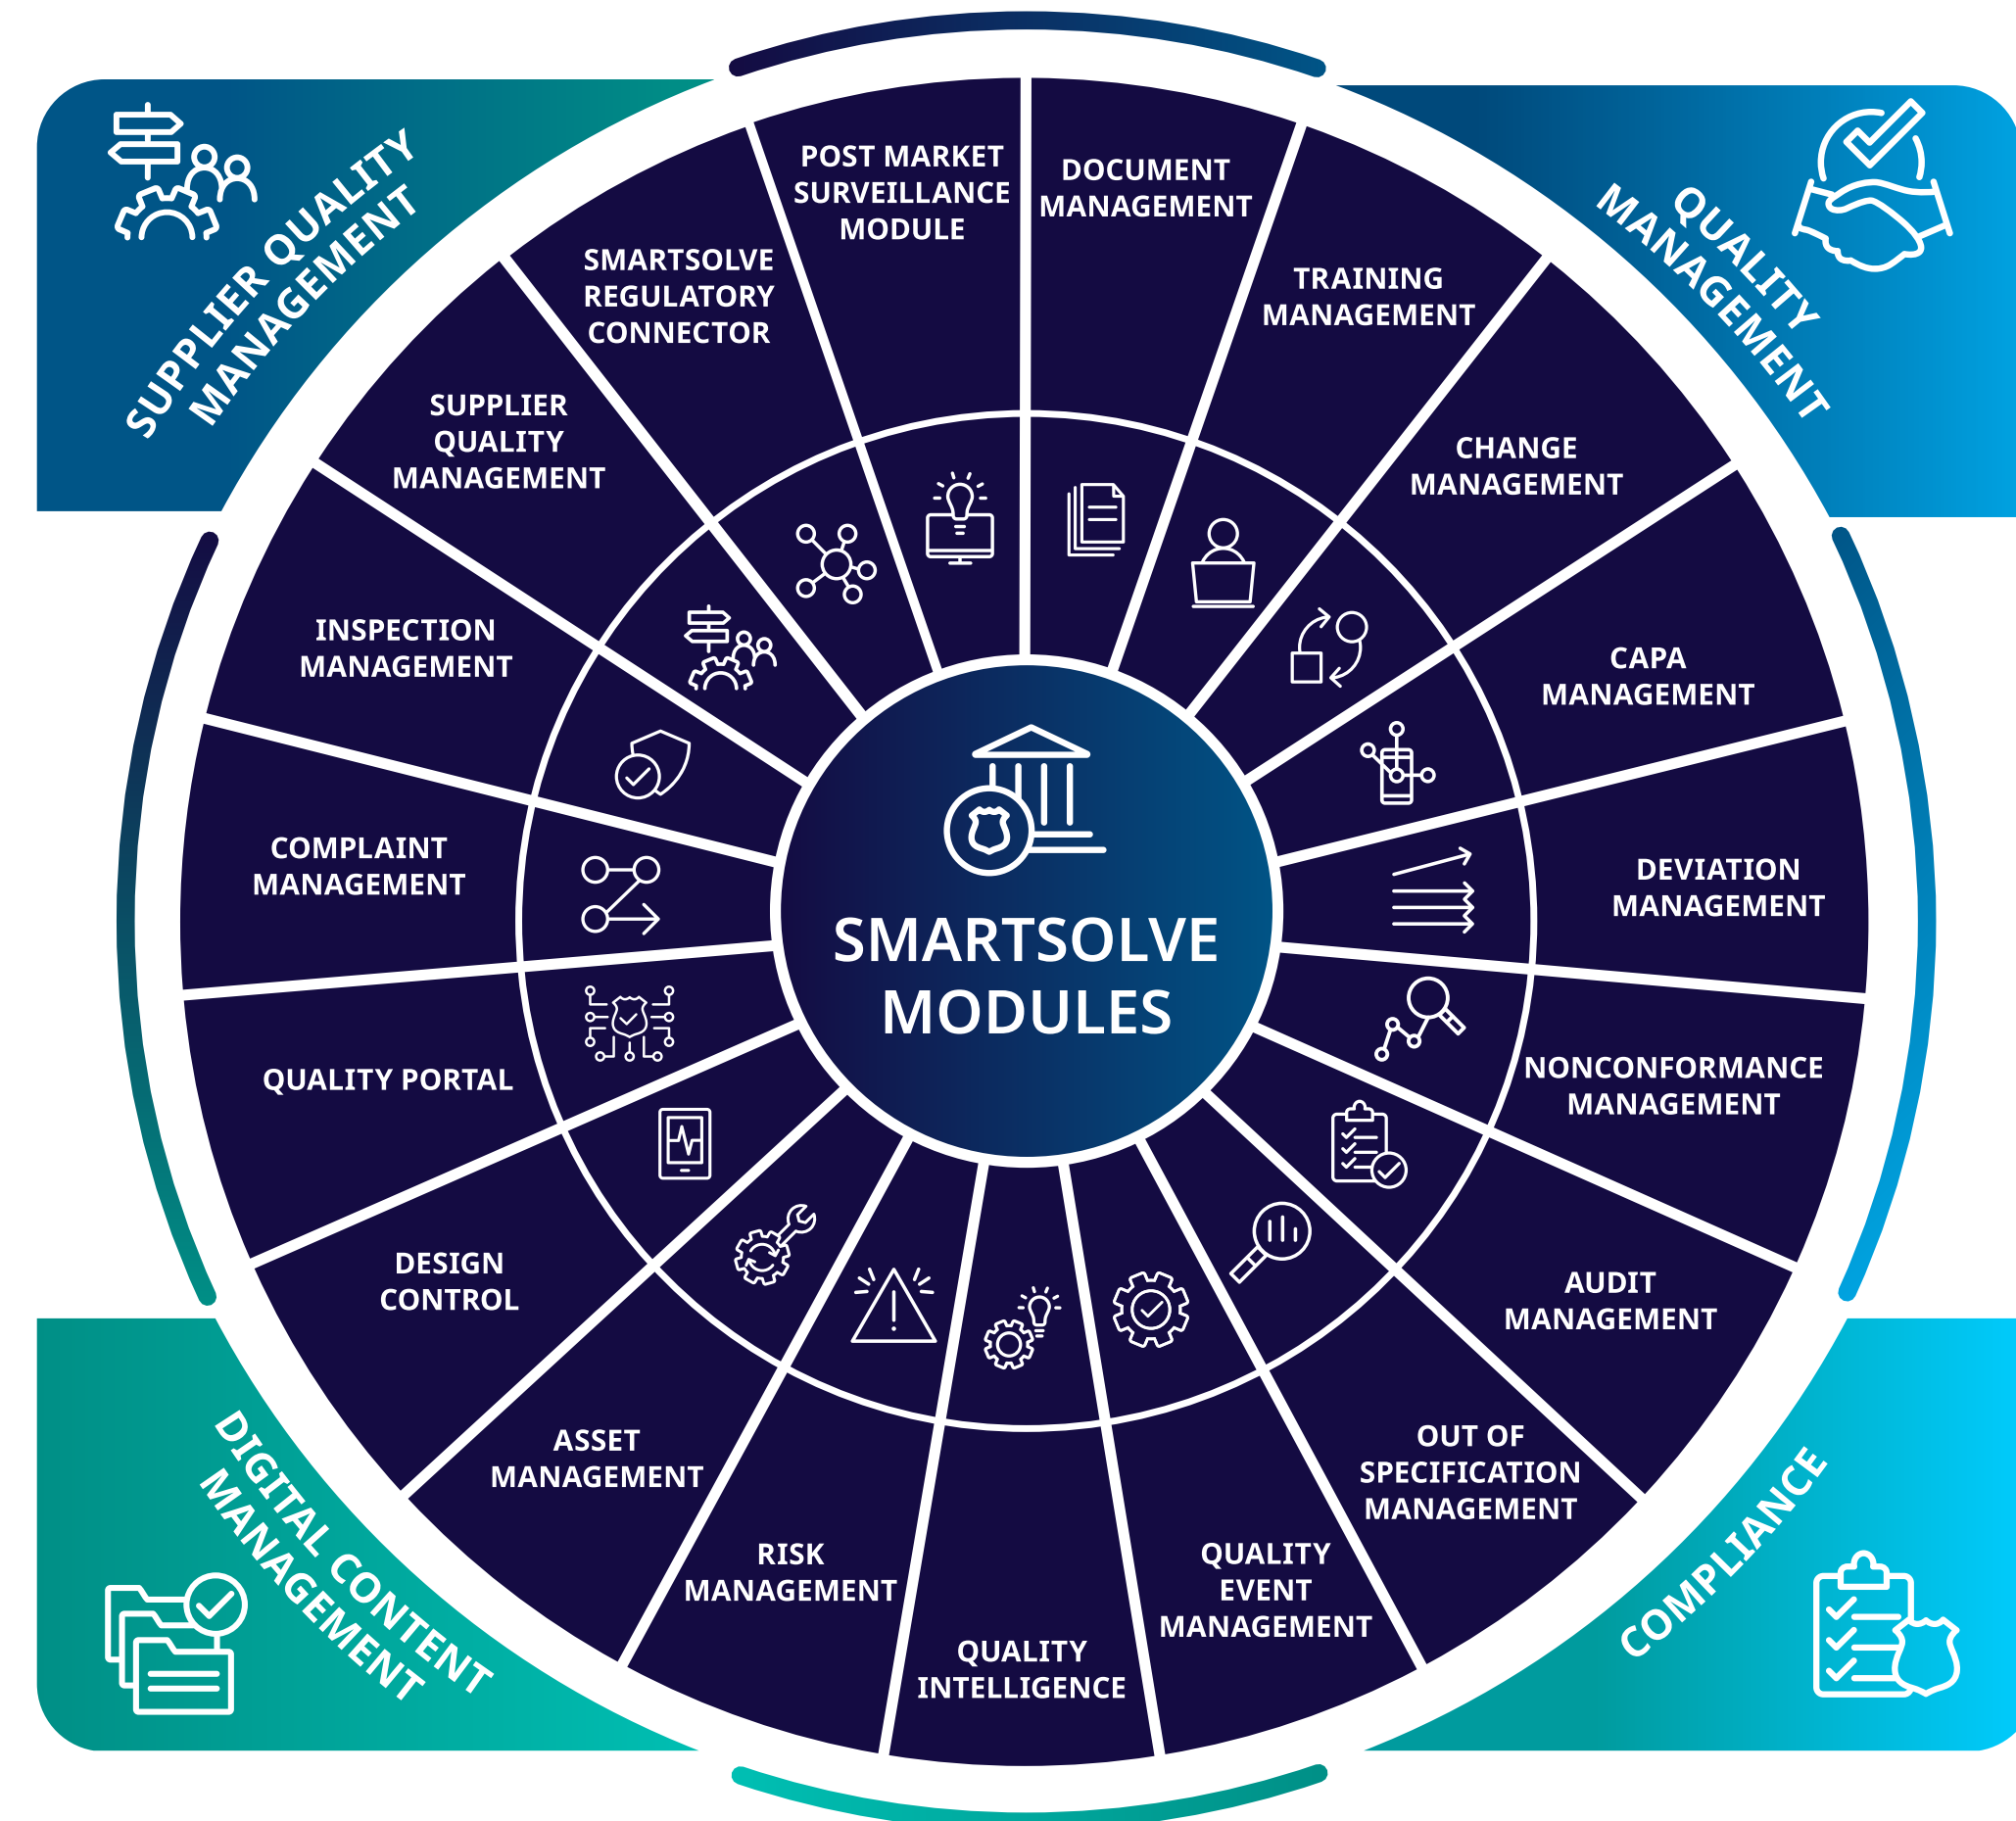 SUPPLIER QUALITY
MANAGEMENT
QUALITY
MANAGEMENT
POST MARKET
SURVEILLANCE
MODULE
DOCUMENT
MANAGEMENT
TRAINING
MANAGEMENT
CHANGE
MANAGEMENT
CAPA
MANAGEMENT
DEVIATION
MANAGEMENT
NONCONFORMANCE
MANAGEMENT
AUDIT
MANAGEMENT
OUT OF
SPECIFICATION
MANAGEMENT
QUALITY
EVENT
MANAGEMENT
QUALITY
INTELLIGENCE
RISK
MANAGEMENT
ASSET
MANAGEMENT
DESIGN
CONTROL
QUALITY PORTAL
COMPLAINT
MANAGEMENT
INSPECTION
MANAGEMENT
SUPPLIER
QUALITY
MANAGEMENT
SMARTSOLVE
REGULATORY
CONNECTOR
SMARTSOLVE
MODULES
DIGITAL CONTENT
MANAGEMENT
COMPLIANCE